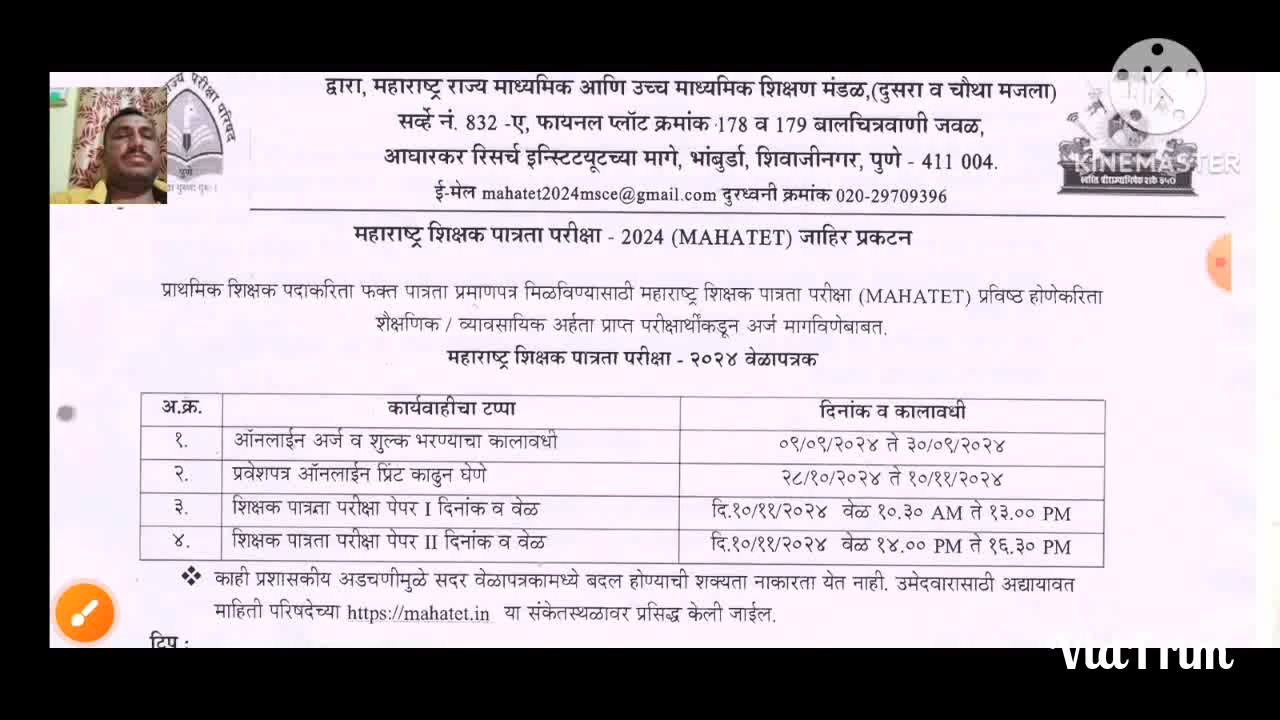 द्वारा, महाराष्ट्र राज्य माध्यमिक आणि उच्च माध्यमिक शिक्षण मंडळ,(दुसरा व चौथा मजला)
सर्व्हे नं. 832 -ए, फायनल प्लॉट क्रमांक 178 व 179 बालचित्रवाणी जवळ,
आघारकर रिसर्च इन्स्टिटयूटच्या मागे, भांबुर्डा, शिवाजीनगर, पुणे - 411 004.
ई-मेल mahatet2024msce@gmail.com दुरध्वनी क्रमांक 020-29709396
KINEMASTER
महाराष्ट्र शिक्षक पात्रता परीक्षा - 2024 (MAHATET) जाहिर प्रकटन
प्राथमिक शिक्षक पदाकरिता फक्त पात्रता प्रमाणपत्र मिळविण्यासाठी महाराष्ट्र शिक्षक पात्रता परीक्षा (MAHATET) प्रविष्ठ होणेकरिता
शैक्षणिक / व्यावसायिक अर्हता प्राप्त परीक्षार्थीकडून अर्ज मागविणेबाबत.
महाराष्ट्र शिक्षक पात्रता परीक्षा - २०२४ वेळापत्रक
अ.क्र. कार्यवाहीचा टप्पा दिनांक व कालावधी
१. ऑनलाईन अर्ज व शुल्क भरण्याचा कालावधी ०९/०९/२०२४ ते ३०/०९/२०२४
२. प्रवेशपत्र ऑनलाईन प्रिंट काढुन घेणे २८/१०/२०२४ ते १०/११/२०२४
३. शिक्षक पात्रता परीक्षा पेपर I दिनांक व वेळ दि.१०/११/२०२४ वेळ १०.३० AM ते १३.०० PM
४. शिक्षक पात्रता परीक्षा पेपर II दिनांक व वेळ दि.१०/११/२०२४ वेळ १४.०० PM ते १६.३० PM
❖ काही प्रशासकीय अडचणीमुळे सदर वेळापत्रकामध्ये बदल होण्याची शक्यता नाकारता येत नाही. उमेदवारासाठी अद्यायावत
माहिती परिषदेच्या https://mahatet.in या संकेतस्थळावर प्रसिद्ध केली जाईल.
टिप :